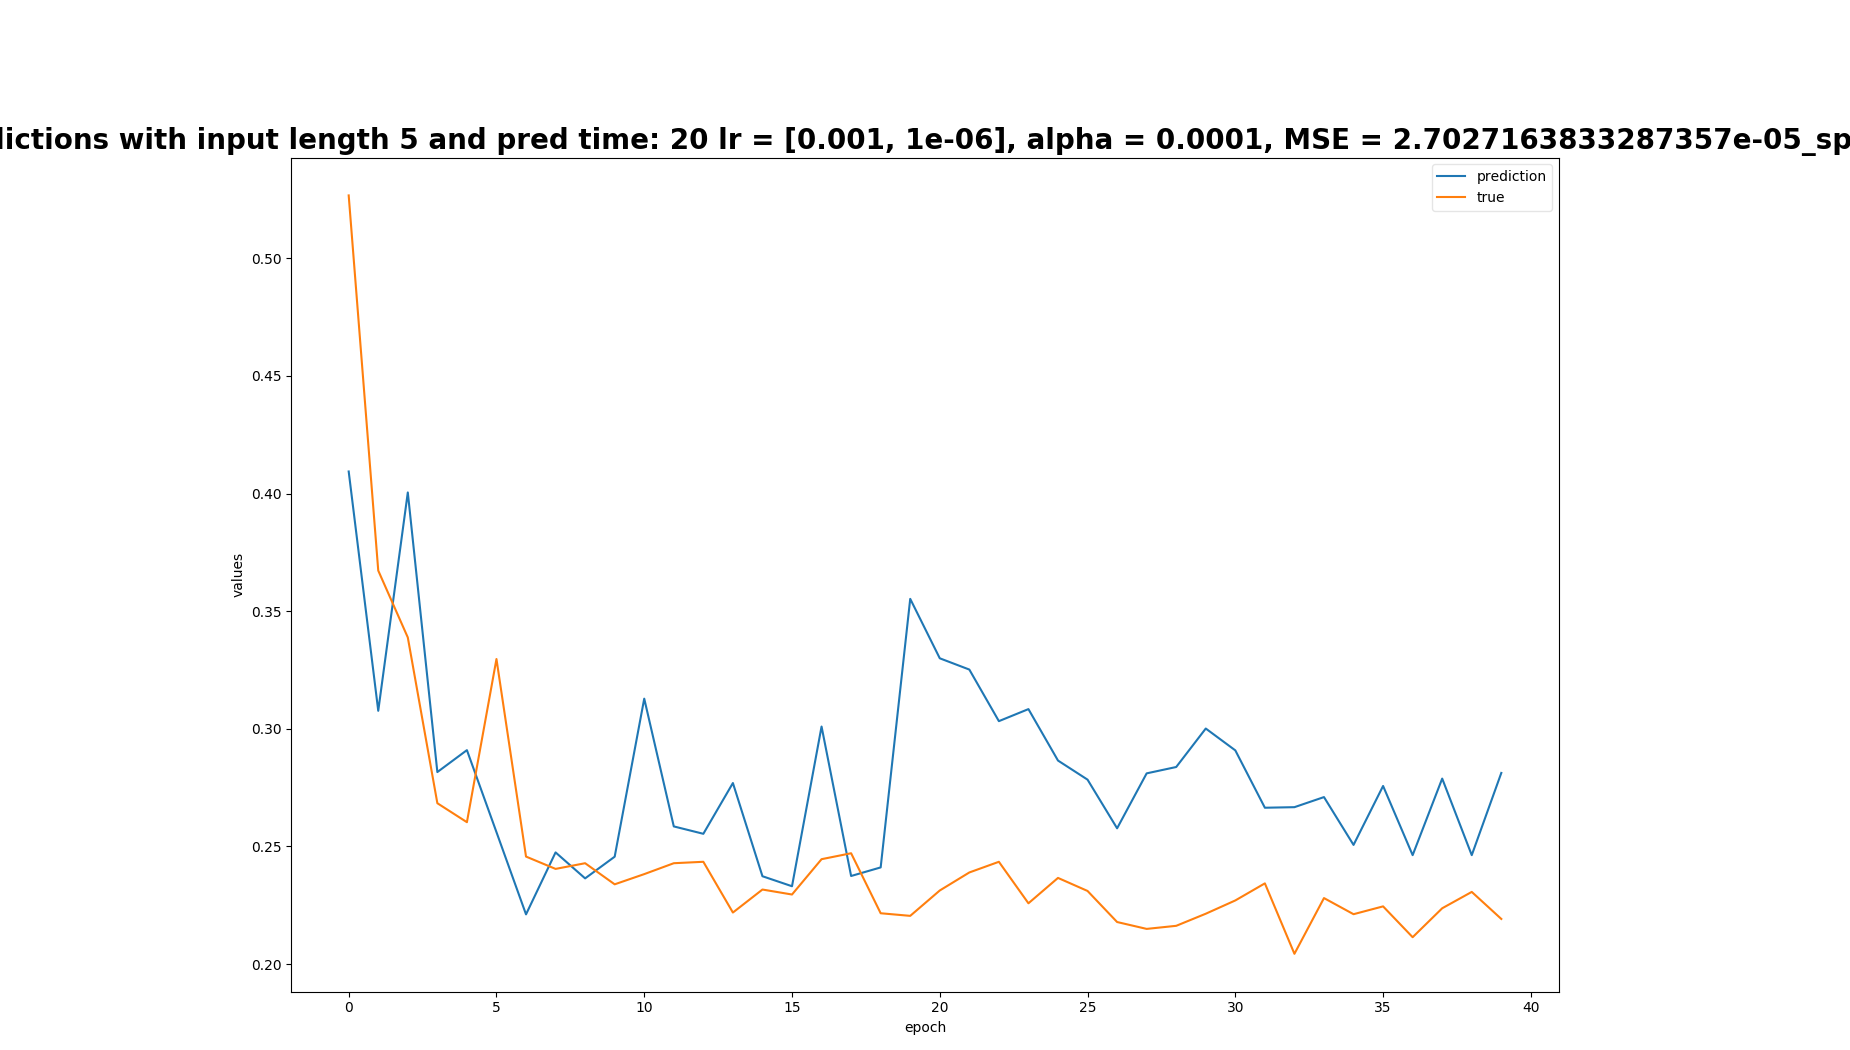 dictions with input length 5 and pred time: 20 lr = [0.001, 1e-06], alpha = 0.0001, MSE = 2.7027163833287357e-05_sp
prediction
true
values
0.50
0.45
0.40
0.35
0.30
0.25
0.20
0 5 10 15 20 25 30 35 40
epoch